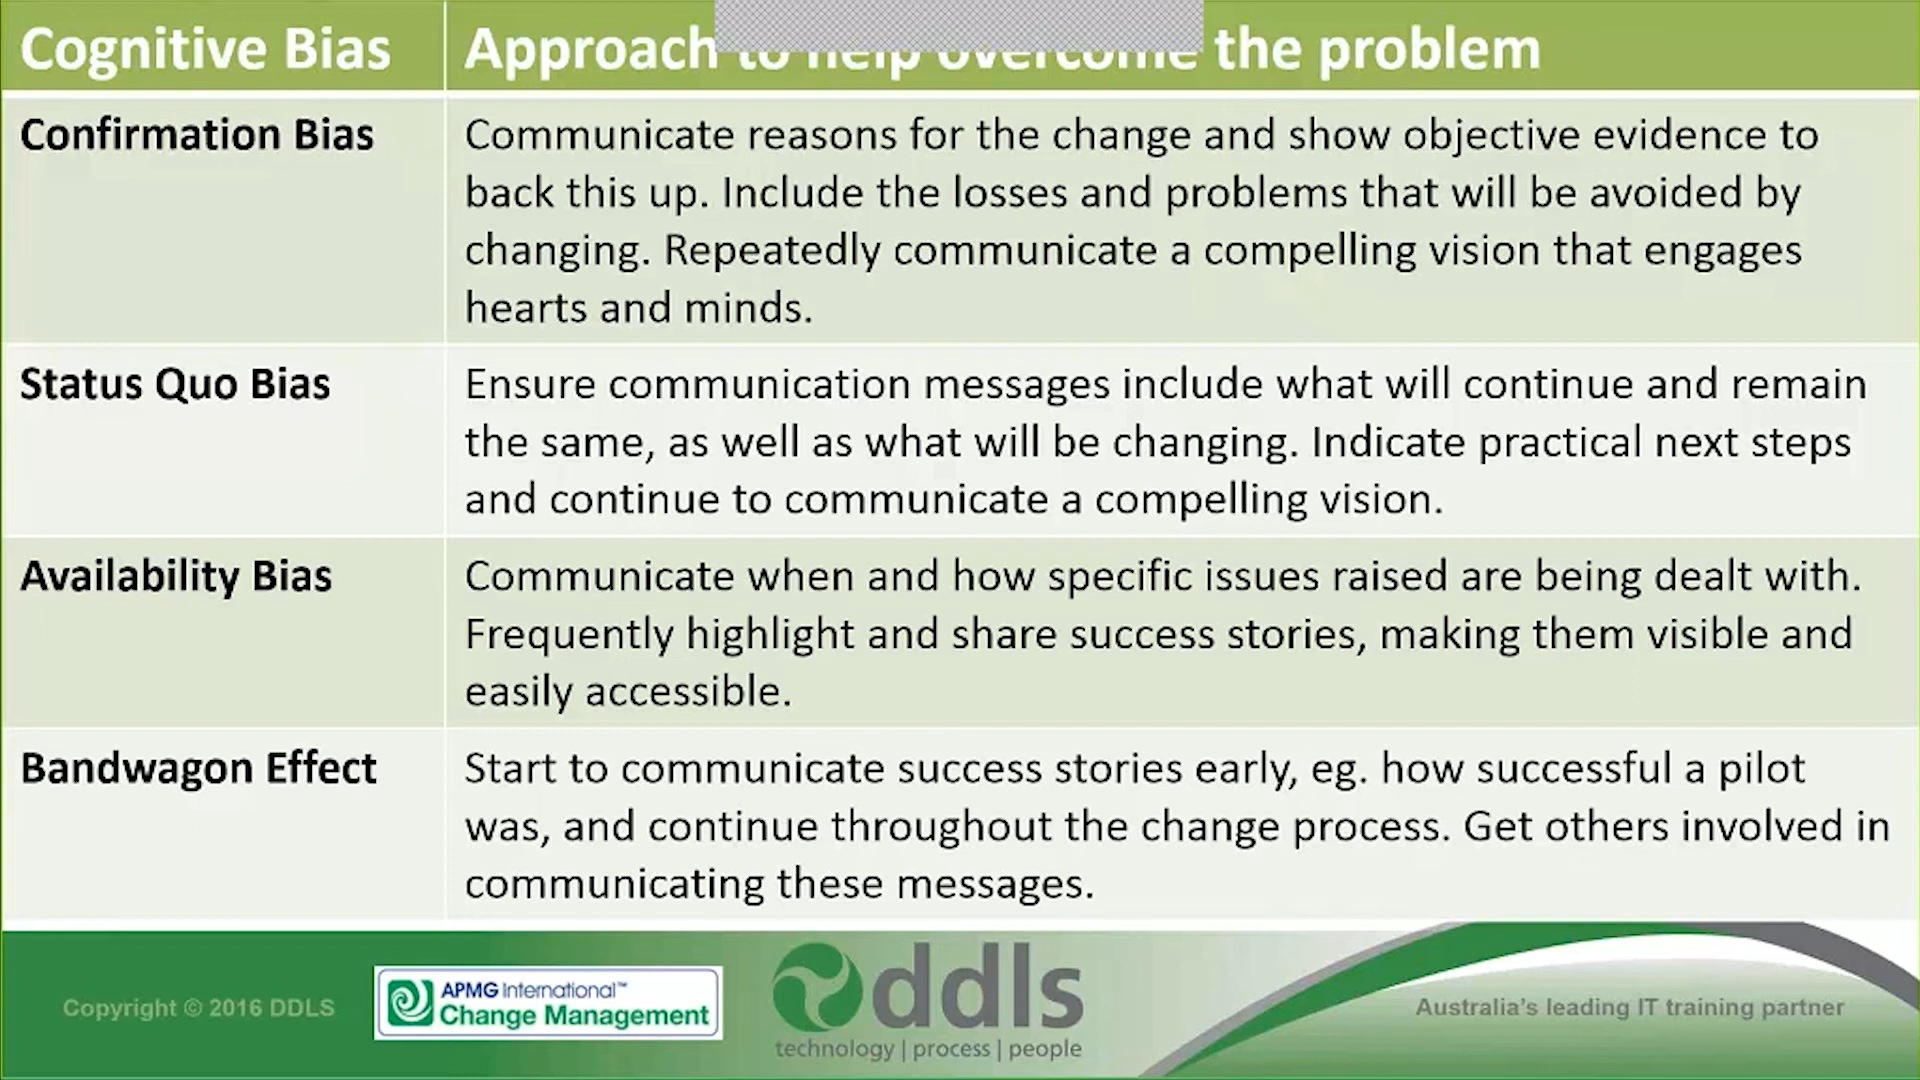 Cognitive Bias
Approach to help overcome the problem
Confirmation Bias
Communicate reasons for the change and show objective evidence to
back this up. Include the losses and problems that will be avoided by
changing. Repeatedly communicate a compelling vision that engages
hearts and minds.
Status Quo Bias
Ensure communication messages include what will continue and remain
the same, as well as what will be changing. Indicate practical next steps
and continue to communicate a compelling vision.
Availability Bias
Communicate when and how specific issues raised are being dealt with.
Frequently highlight and share success stories, making them visible and
easily accessible.
Bandwagon Effect
Start to communicate success stories early, eg. how successful a pilot
was, and continue throughout the change process. Get others involved in
communicating these messages.
Copyright © 2016 DDLS
APMG International™
Change Management
ddls
technology | process | people
Australia's leading IT training partner